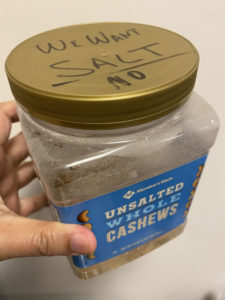 WE WANT
SALT
NO
Member's Mark
UNSALTED
WHOLE
CASHEWS